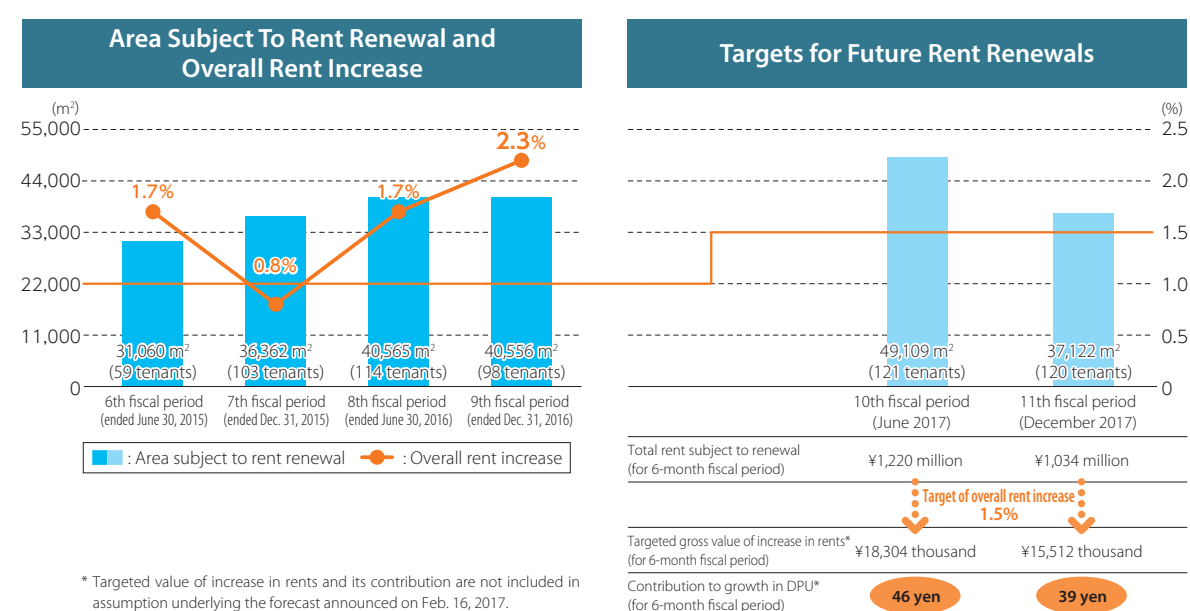 Area Subject To Rent Renewal and
Overall Rent Increase
(m²)
55,000
44,000
33,000
22,000
11,000
0
1.7%
0.8%
1.7%
2.3%
31,060 m²
(59 tenants)
36,362 m²
(103 tenants)
40,565 m²
(114 tenants)
40,556 m²
(98 tenants)
6th fiscal period
(ended June 30, 2015)
7th fiscal period
(ended Dec. 31, 2015)
8th fiscal period
(ended June 30, 2016)
9th fiscal period
(ended Dec. 31, 2016)
: Area subject to rent renewal : Overall rent increase
* Targeted value of increase in rents and its contribution are not included in
assumption underlying the forecast announced on Feb. 16, 2017.
Targets for Future Rent Renewals
(%)
2.5
2.0
1.5
1.0
0.5
0
49,109 m²
(121 tenants)
37,122 m²
(120 tenants)
10th fiscal period
(June 2017)
11th fiscal period
(December 2017)
Total rent subject to renewal
(for 6-month fiscal period)
¥1,220 million
¥1,034 million
Target of overall rent increase
1.5%
Targeted gross value of increase in rents*
(for 6-month fiscal period)
¥18,304 thousand
¥15,512 thousand
Contribution to growth in DPU*
(for 6-month fiscal period)
46 yen
39 yen